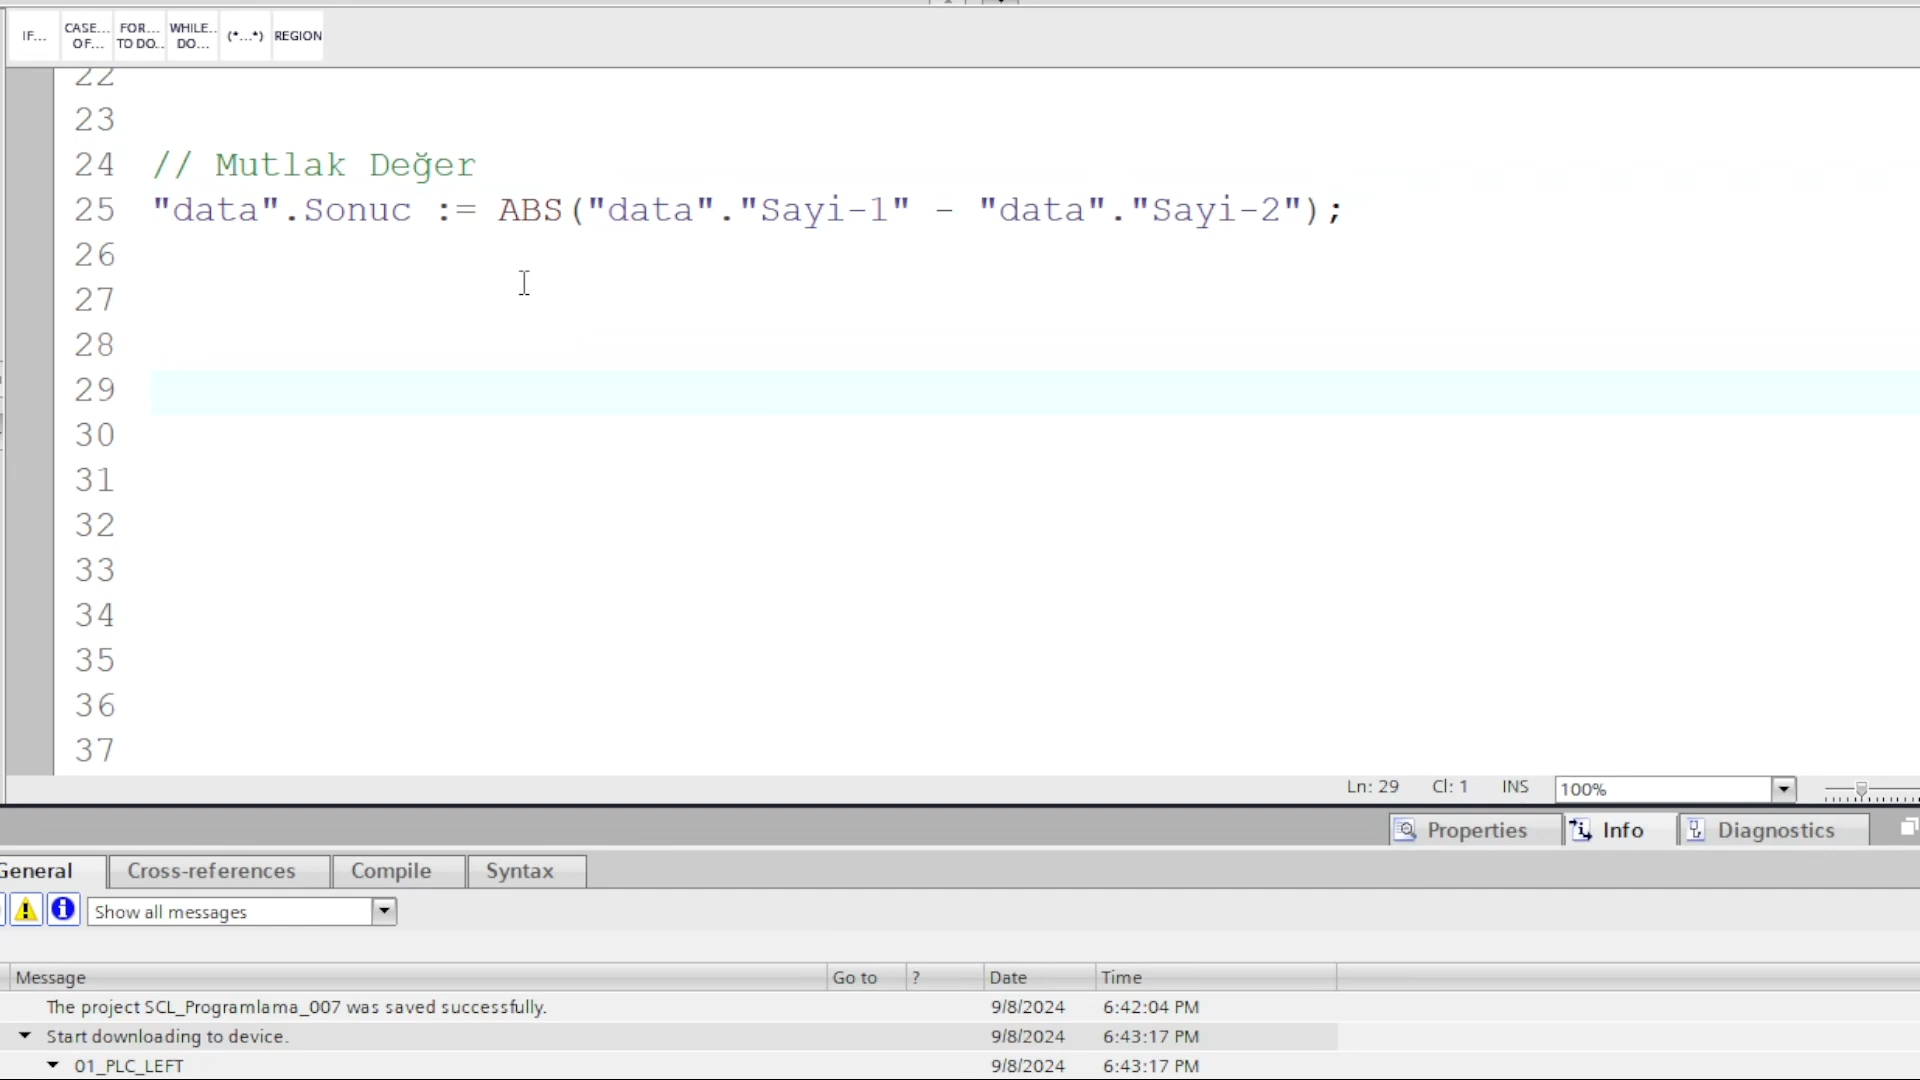 IF... CASE... OF... FOR... TO DO... WHILE... DO... (*...*) REGION
22
23
24 // Mutlak Değer
25 "data".Sonuc := ABS("data"."Sayi-1" - "data"."Sayi-2");
26
27
28
29
30
31
32
33
34
35
36
37
Ln: 29 Cl: 1 INS 100%
Properties Info Diagnostics
General Cross-references Compile Syntax
Show all messages
Message Go to ? Date Time
The project SCL_Programlama_007 was saved successfully. 9/8/2024 6:42:04 PM
Start downloading to device. 9/8/2024 6:43:17 PM
01_PLC_LEFT 9/8/2024 6:43:17 PM